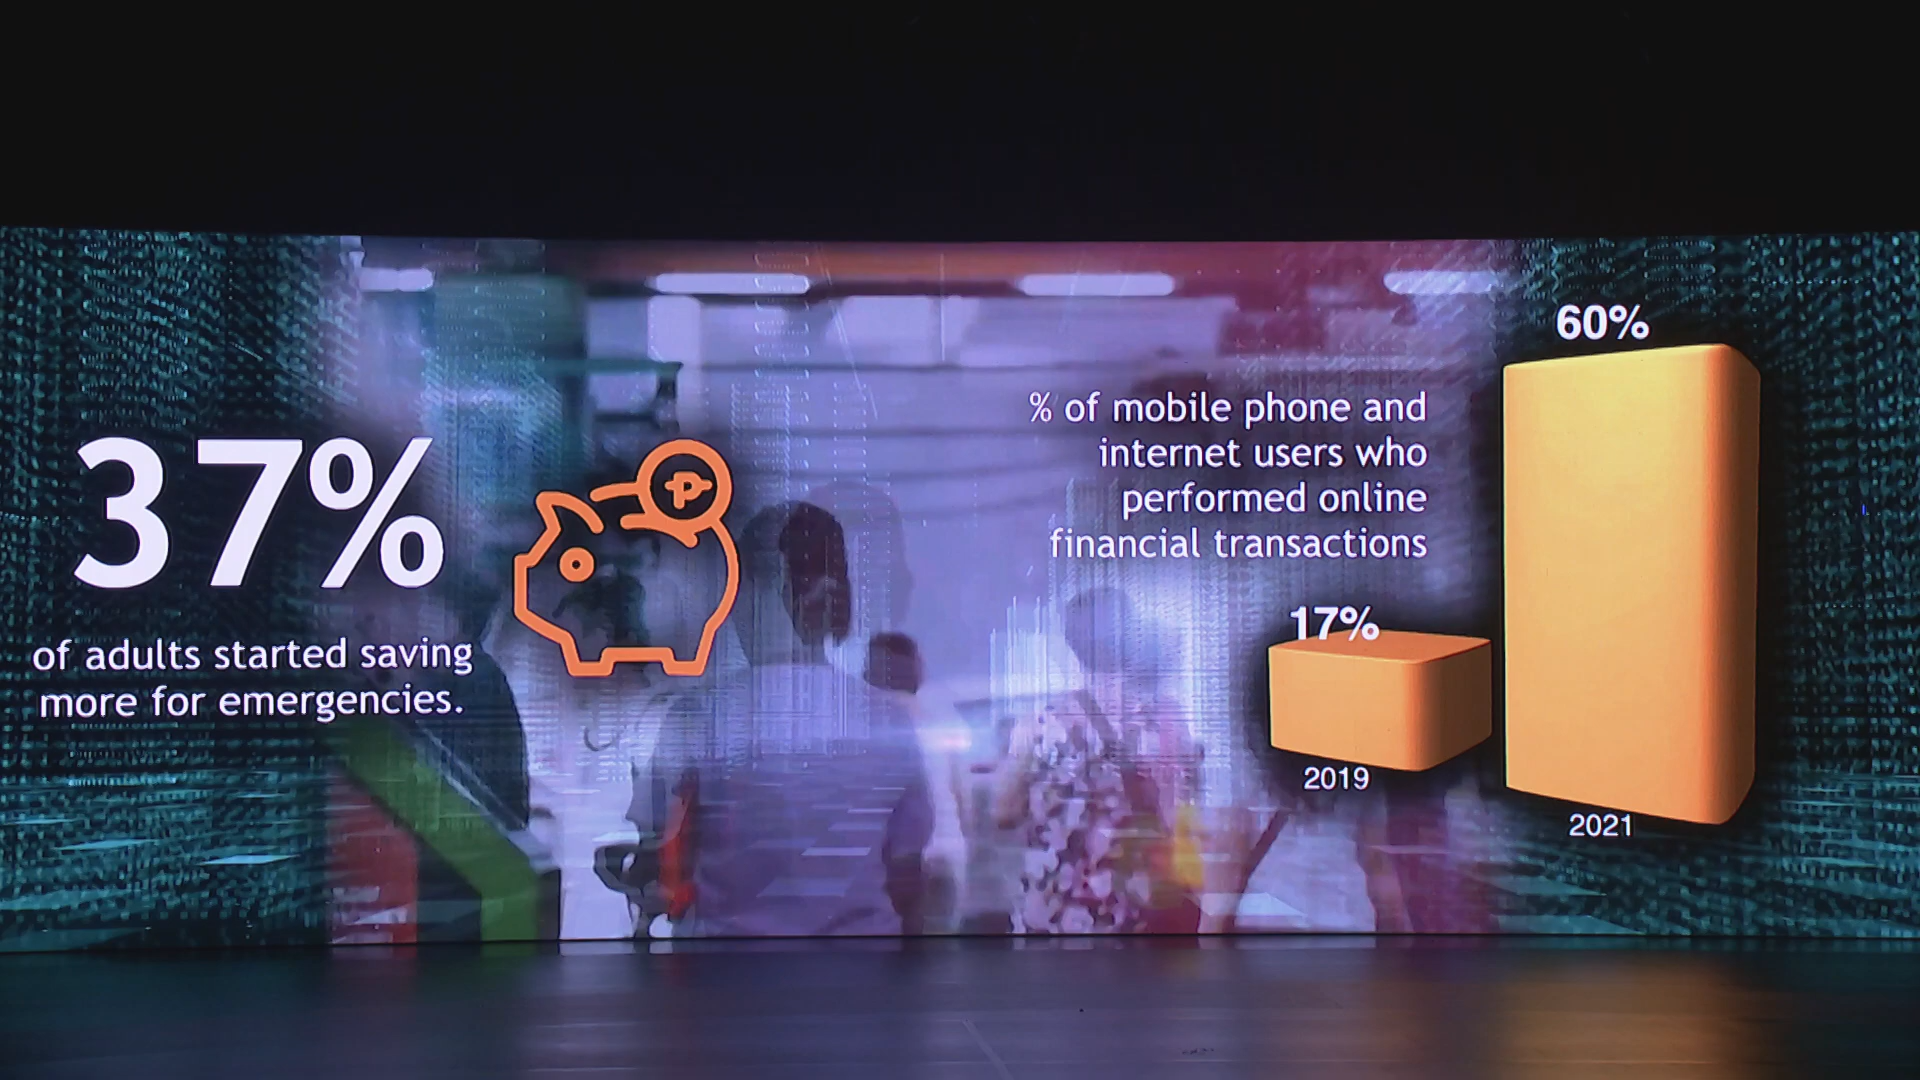 37%
of adults started saving
more for emergencies.
₱
% of mobile phone and
internet users who
performed online
financial transactions
17%
2019
60%
2021